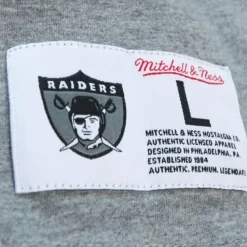 Mitchell & Ness
RAIDERS
L
MITCHELL & NESS NOSTALGIA CO.
AUTHENTIC LICENSED APPAREL
DESIGNED IN PHILADELPHIA, PA
ESTABLISHED 1904
AUTHENTIC. PREMIUM. LEGENDARY